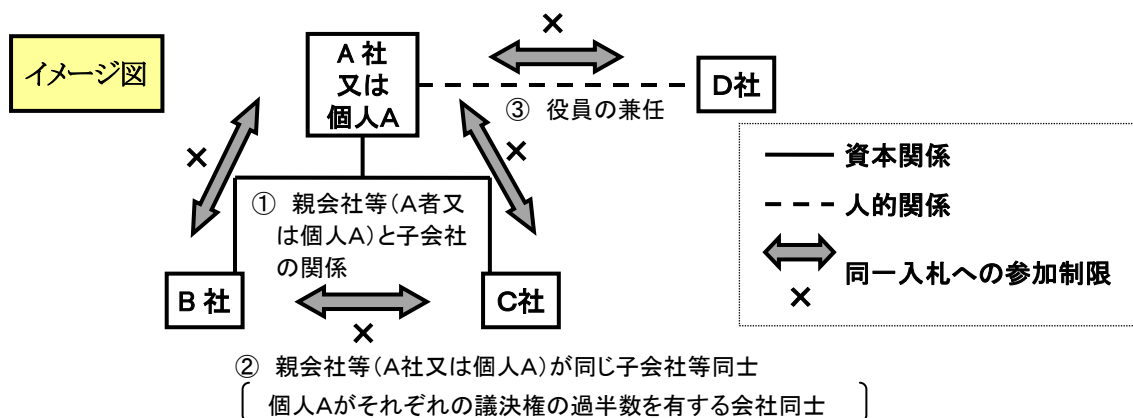 イメージ図
A 社
又は
個人A
×
D社
③ 役員の兼任
×
×
資本関係
人的関係
同一入札への参加制限
×
① 親会社等(A者又
は個人A)と子会社
の関係
B 社
C社
×
② 親会社等(A社又は個人A)が同じ子会社等同士
個人Aがそれぞれの議決権の過半数を有する会社同士